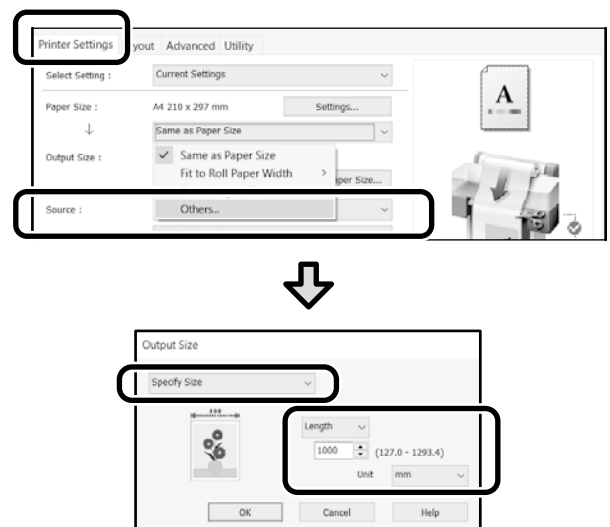 Printer Settings yout Advanced Utility
Select Setting : Current Settings
Paper Size : A4 210 x 297 mm Settings...
↓ Same as Paper Size
Output Size : ✓ Same as Paper Size
Fit to Roll Paper Width > per Size...
Source : Others...
A
Output Size
Specify Size
Length
1000 (127.0 - 1293.4)
Unit mm
OK Cancel Help